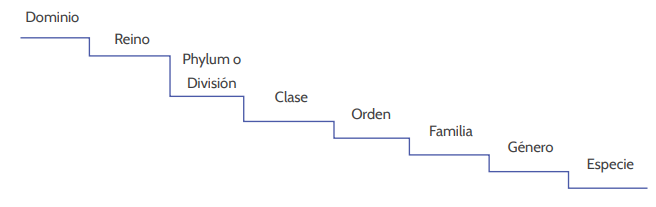 Dominio
Reino
Phylum o
División
Clase
Orden
Familia
Género
Especie